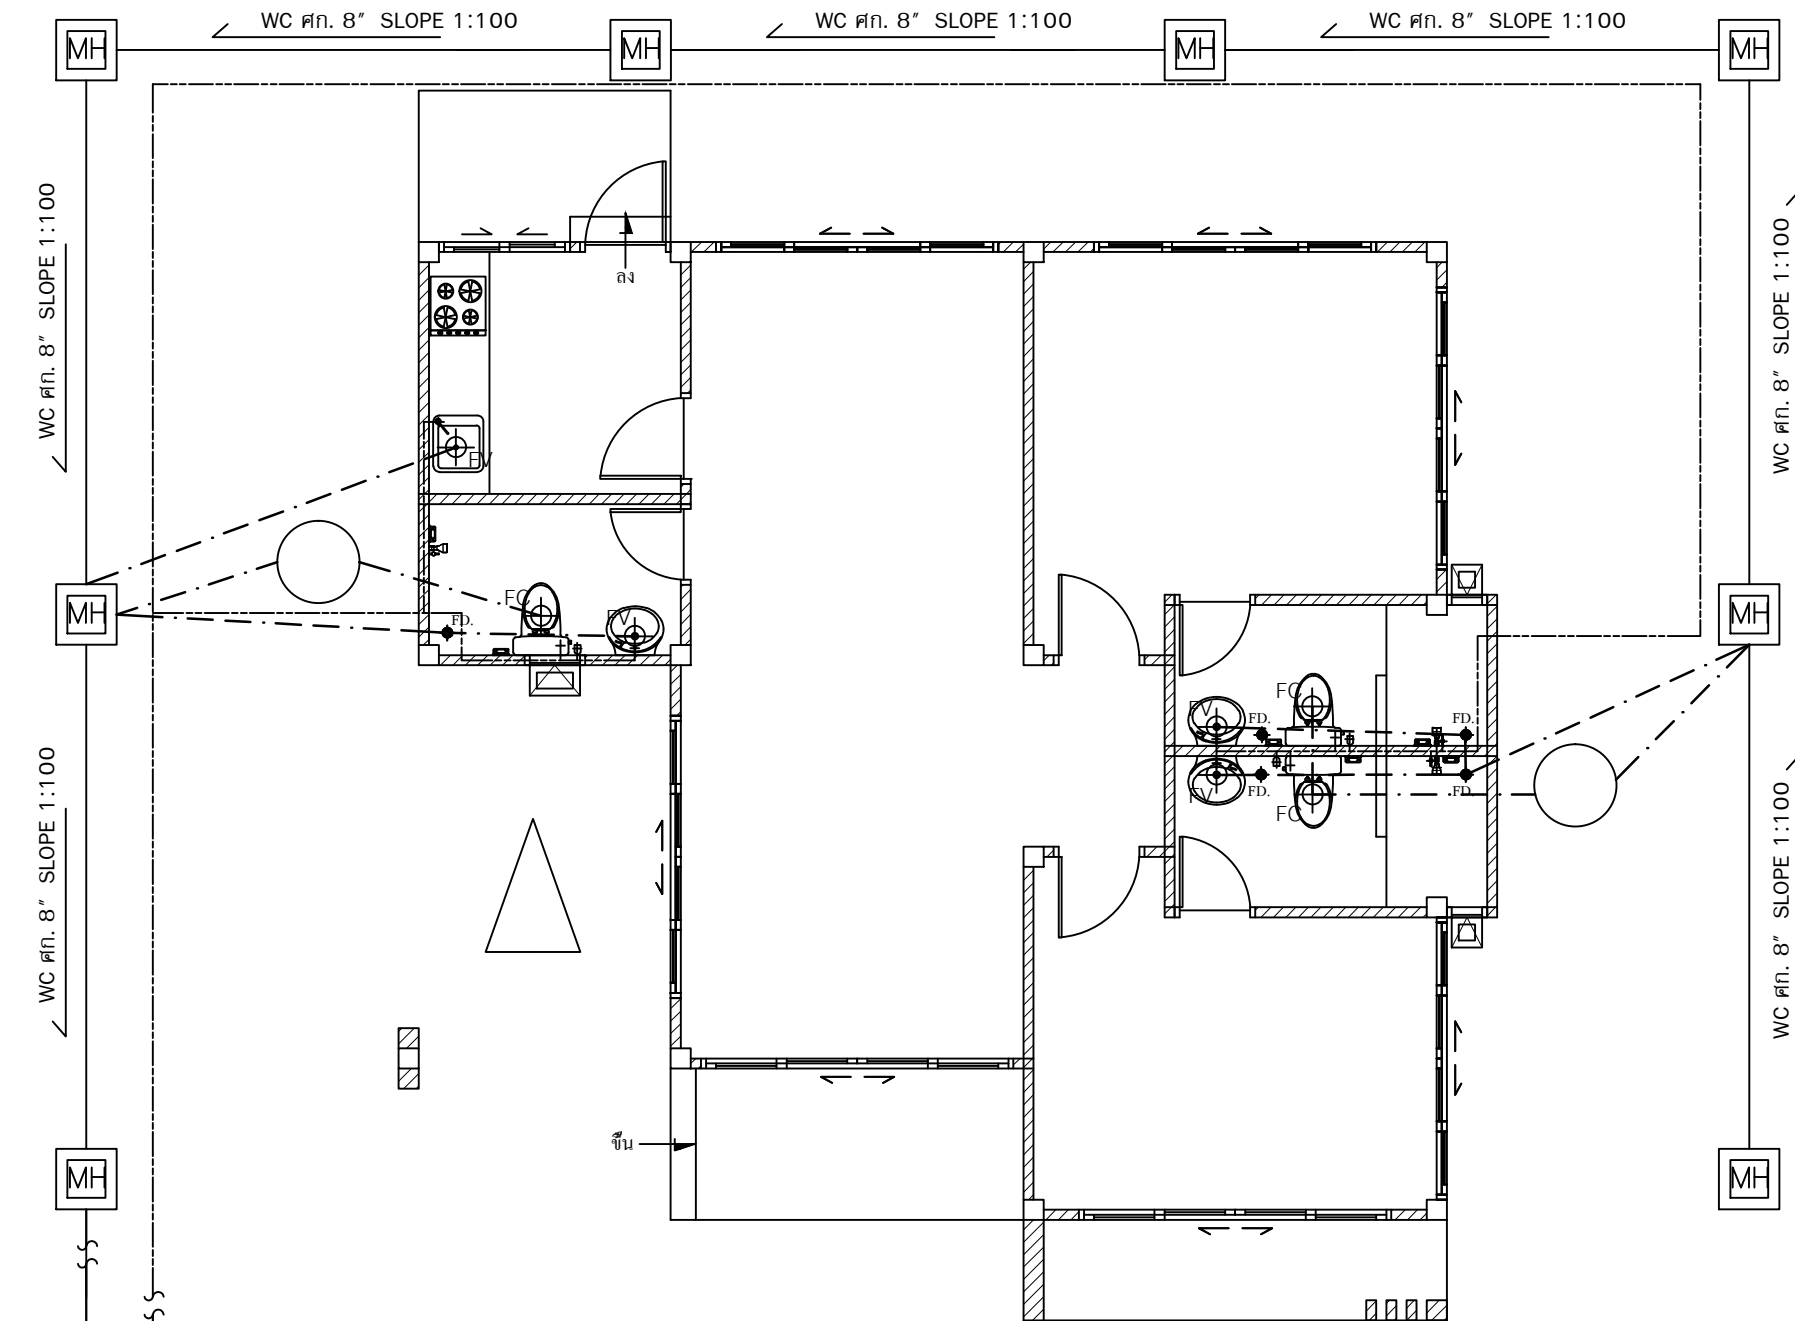 WC ศก. 8" SLOPE 1:100
WC ศก. 8" SLOPE 1:100
WC ศก. 8" SLOPE 1:100
MH
MH
MH
MH
WC ศก. 8" SLOPE 1:100
WC ศก. 8" SLOPE 1:100
ลง
FV
MH
FC
FV
FD.
MH
FC
FV
FD.
FD.
FV
FD.
FC
FD.
WC ศก. 8" SLOPE 1:100
WC ศก. 8" SLOPE 1:100
ขึ้น
MH
MH